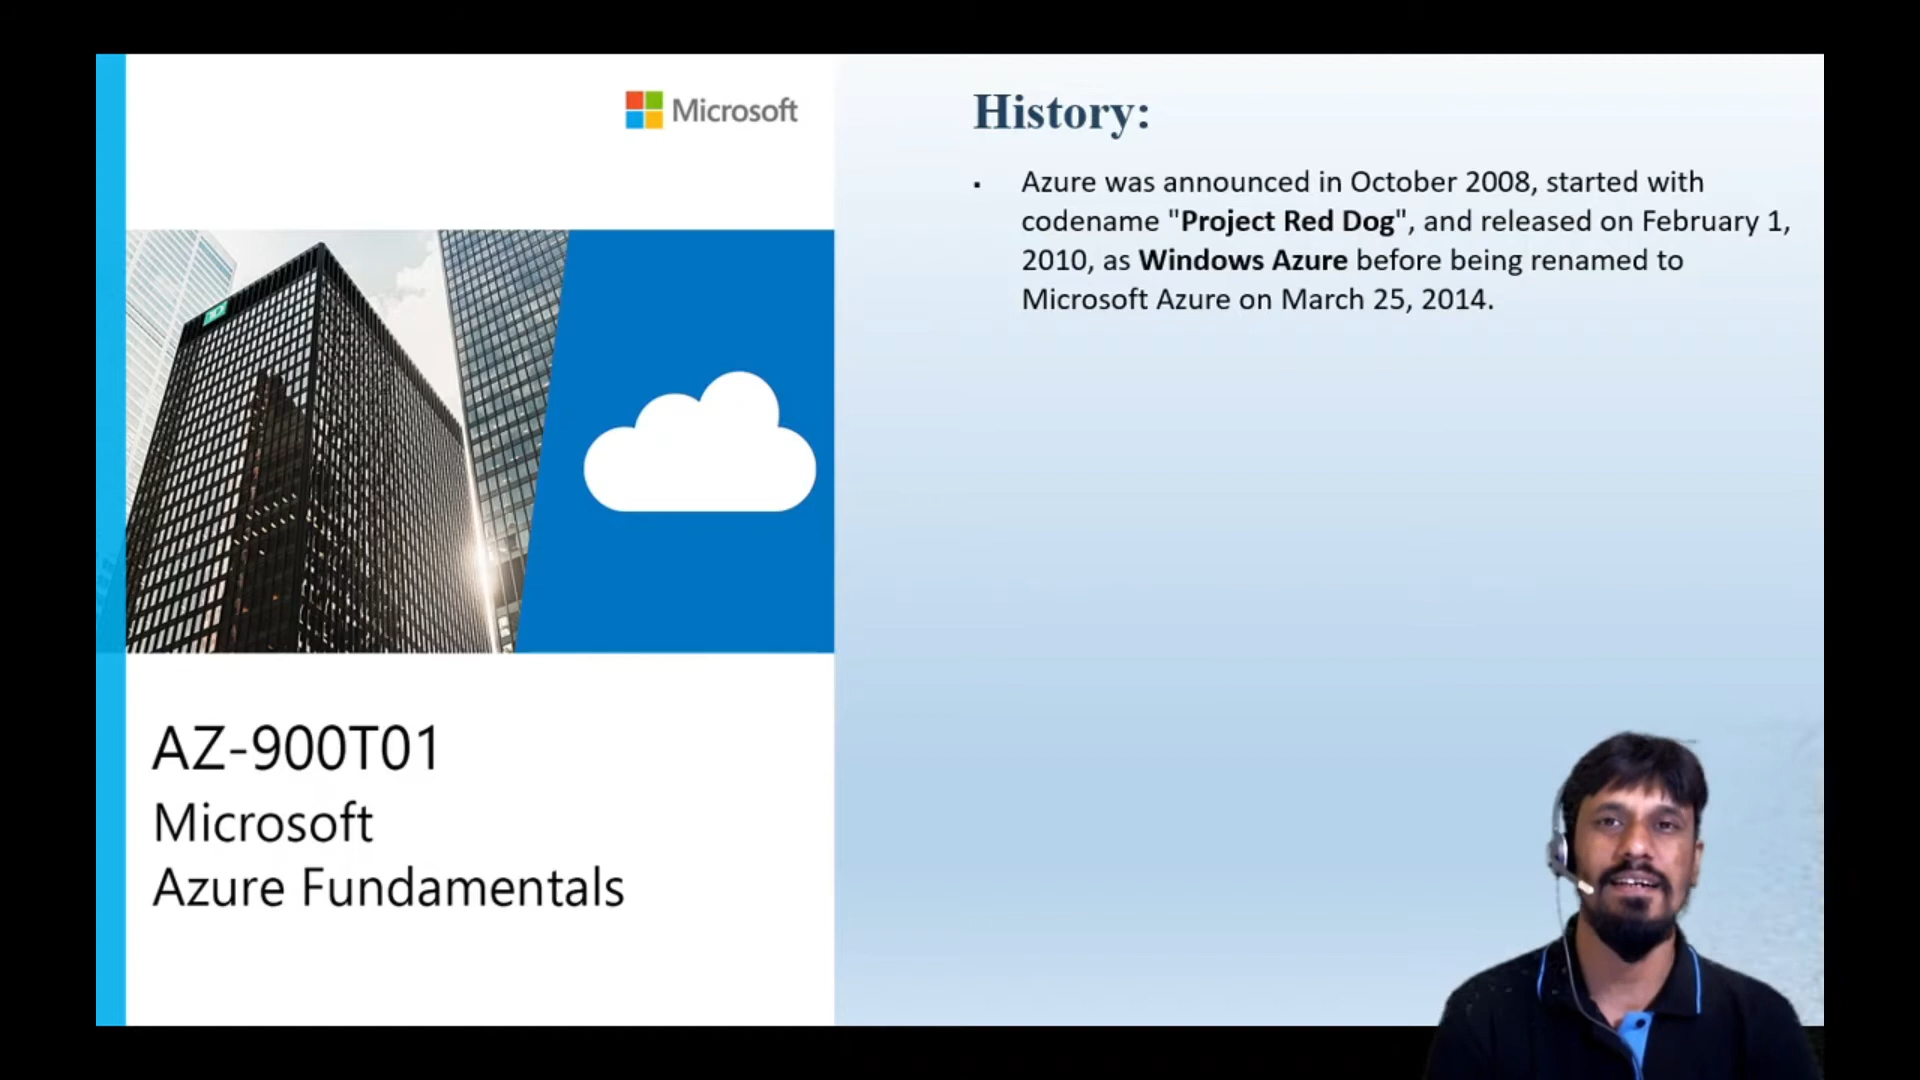 Microsoft
History:
▪ Azure was announced in October 2008, started with
codename "Project Red Dog", and released on February 1,
2010, as Windows Azure before being renamed to
Microsoft Azure on March 25, 2014.
AZ-900T01
Microsoft
Azure Fundamentals